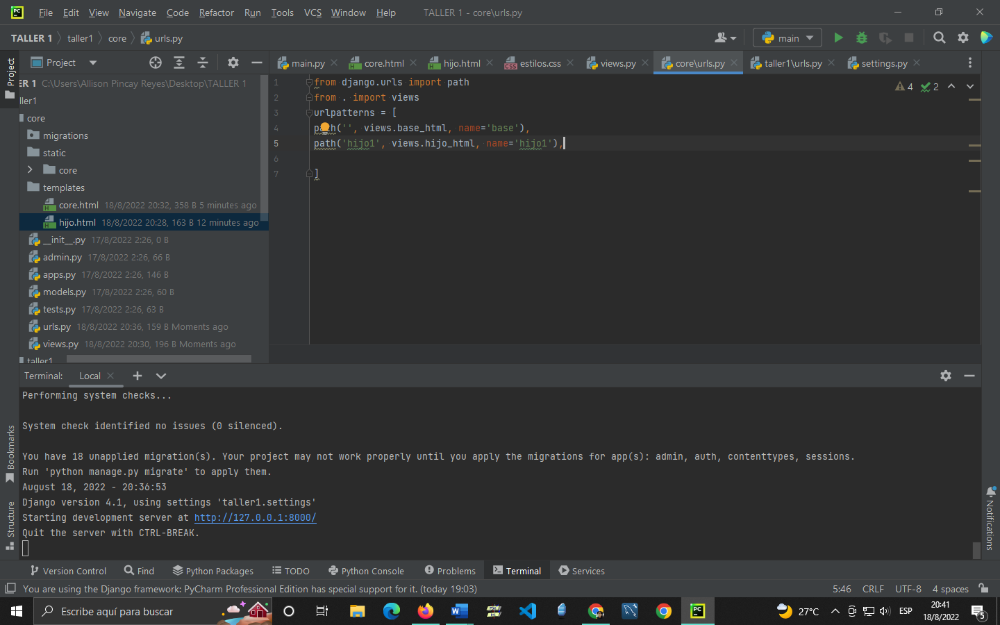 PC File Edit View Navigate Code Refactor Run Tools VCS Window Help TALLER 1 - core\urls.py
TALLER 1 taller1 core urls.py main
Project
Project
main.py core.html hijo.html estilos.css views.py core\urls.py taller1\urls.py settings.py
ER 1 C:\Users\Allison Pincay Reyes\Desktop\TALLER 1
ller1
core
migrations
static
core
templates
core.html 18/8/2022 20:32, 358 B 5 minutes ago
hijo.html 18/8/2022 20:28, 163 B 12 minutes ago
__init__.py 17/8/2022 2:26, 0 B
admin.py 17/8/2022 2:26, 66 B
apps.py 17/8/2022 2:26, 146 B
models.py 17/8/2022 2:26, 60 B
tests.py 17/8/2022 2:26, 63 B
urls.py 18/8/2022 20:36, 159 B Moments ago
views.py 18/8/2022 20:30, 196 B Moments ago
taller1
4 2
1 from django.urls import path
2 from . import views
3 urlpatterns = [
4 path('', views.base_html, name='base'),
5 path('hijo1', views.hijo_html, name='hijo1'),
6
7 ]
Terminal: Local
Performing system checks...
System check identified no issues (0 silenced).
You have 18 unapplied migration(s). Your project may not work properly until you apply the migrations for app(s): admin, auth, contenttypes, sessions.
Run 'python manage.py migrate' to apply them.
August 18, 2022 - 20:36:53
Django version 4.1, using settings 'taller1.settings'
Starting development server at http://127.0.0.1:8000/
Quit the server with CTRL-BREAK.
Bookmarks
Structure
Notifications
Version Control Find Python Packages TODO Python Console Problems Terminal Services
You are using the Django framework: PyCharm Professional Edition has special support for it. (today 19:03) 5:46 CRLF UTF-8 4 spaces
Escribe aquí para buscar 27°C ESP 20:41
18/8/2022 5